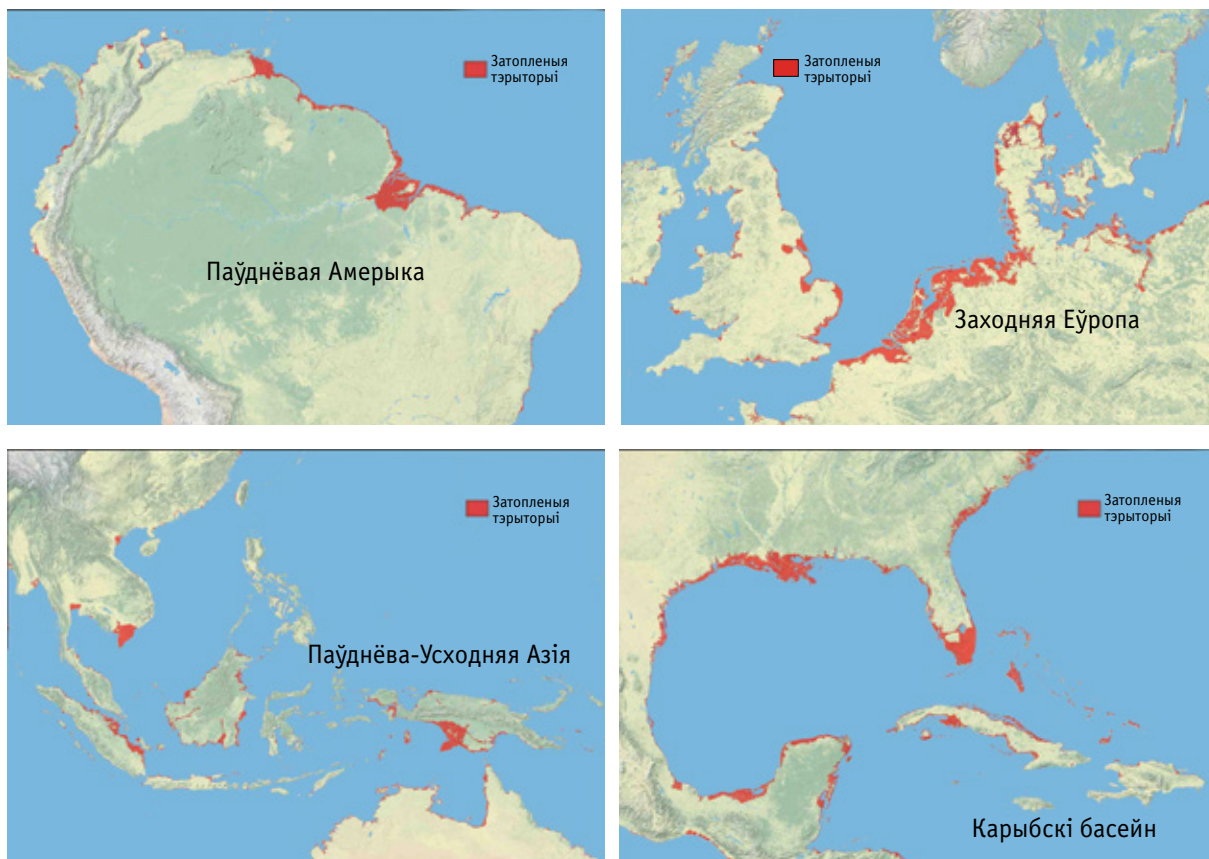 Затопленыя
тэрыторыі
Паўднёвая Амерыка
Затопленыя
тэрыторыі
Заходняя Еўропа
Затопленыя
тэрыторыі
Паўднёва-Усходняя Азія
Затопленыя
тэрыторыі
Карыбскі басейн